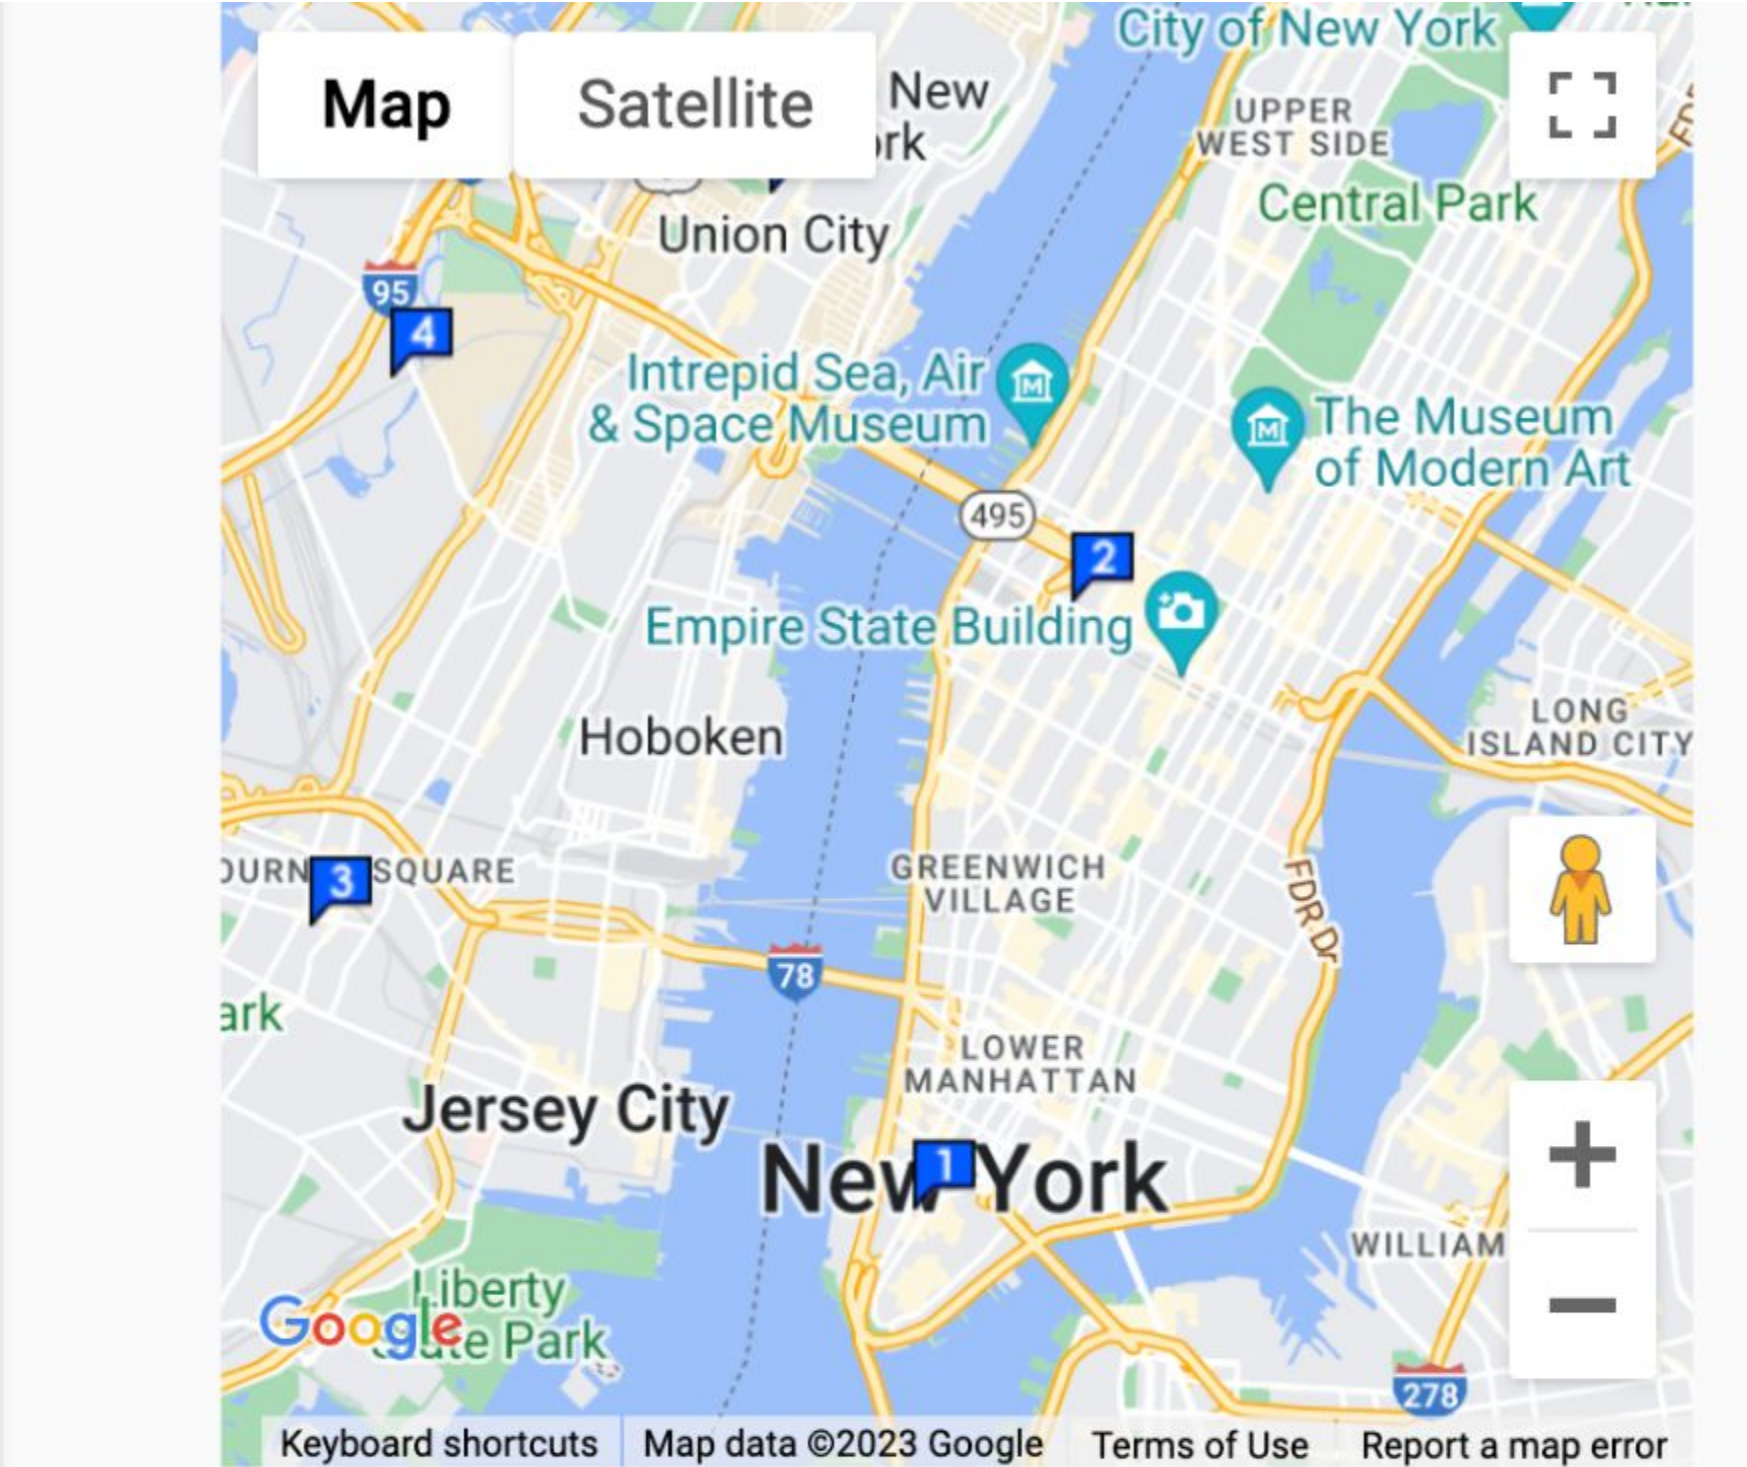 City of New York
Map
Satellite
New
ork
UPPER
WEST SIDE
Central Park
Union City
95
4
Intrepid Sea, Air
& Space Museum
The Museum
of Modern Art
495
2
Empire State Building
LONG
ISLAND CITY
Hoboken
OURN
SQUARE
3
GREENWICH
VILLAGE
FDR Dr
78
ark
LOWER
MANHATTAN
Jersey City
New York
1
WILLIAM
Liberty
State Park
Google
278
Keyboard shortcuts
Map data ©2023 Google
Terms of Use
Report a map error